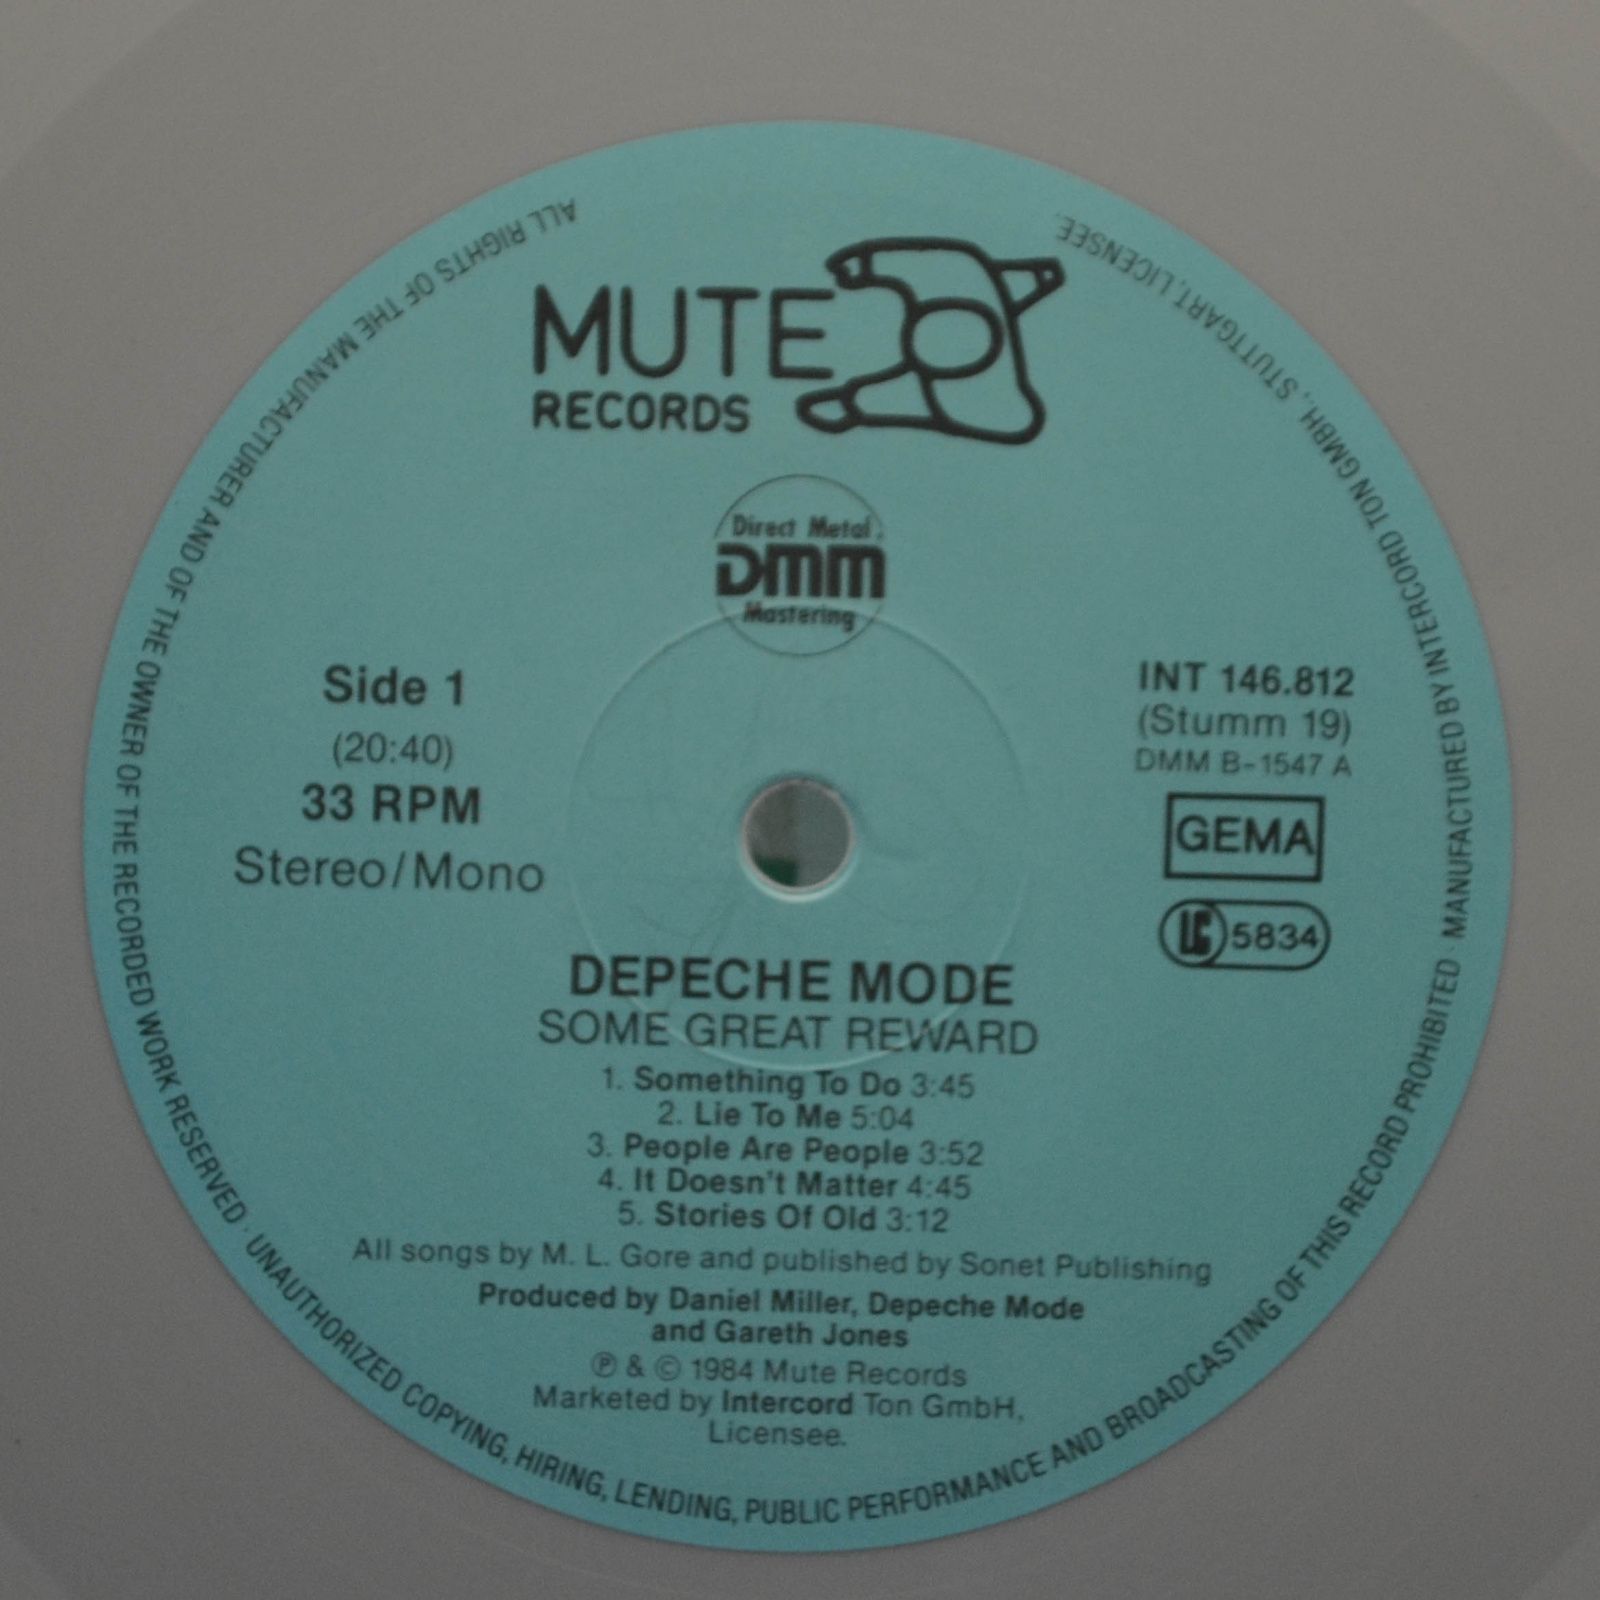 MUTE
RECORDS
Direct Metal
DMM
Mastering
Side 1
(20:40)
33 RPM
Stereo/Mono
INT 146.812
(Stumm 19)
DMM B-1547 A
GEMA
LC 5834
DEPECHE MODE
SOME GREAT REWARD
1. Something To Do 3:45
2. Lie To Me 5:04
3. People Are People 3:52
4. It Doesn't Matter 4:45
5. Stories Of Old 3:12
All songs by M. L. Gore and published by Sonet Publishing
Produced by Daniel Miller, Depeche Mode
and Gareth Jones
℗ & © 1984 Mute Records
Marketed by Intercord Ton GmbH,
Licensee.
ALL RIGHTS OF THE MANUFACTURER AND OF THE OWNER OF THE RECORDED WORK RESERVED · UNAUTHORIZED COPYING, HIRING, LENDING, PUBLIC PERFORMANCE AND BROADCASTING OF THIS RECORD PROHIBITED · MANUFACTURED BY INTERCORD TON GMBH, STUTTGART, LICENSEE.